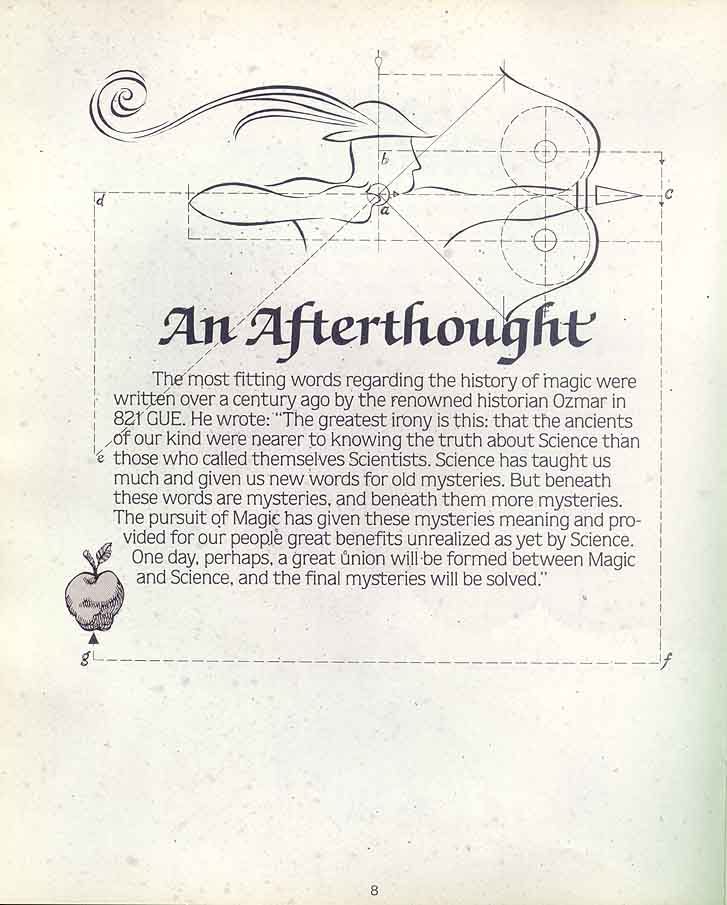 b
c
d
a
An Afterthought
The most fitting words regarding the history of magic were
written over a century ago by the renowned historian Ozmar in
821 GUE. He wrote: "The greatest irony is this: that the ancients
of our kind were nearer to knowing the truth about Science than
e
those who called themselves Scientists. Science has taught us
much and given us new words for old mysteries. But beneath
these words are mysteries, and beneath them more mysteries.
The pursuit of Magic has given these mysteries meaning and pro-
vided for our people great benefits unrealized as yet by Science.
One day, perhaps, a great union will be formed between Magic
and Science, and the final mysteries will be solved."
g
f
8